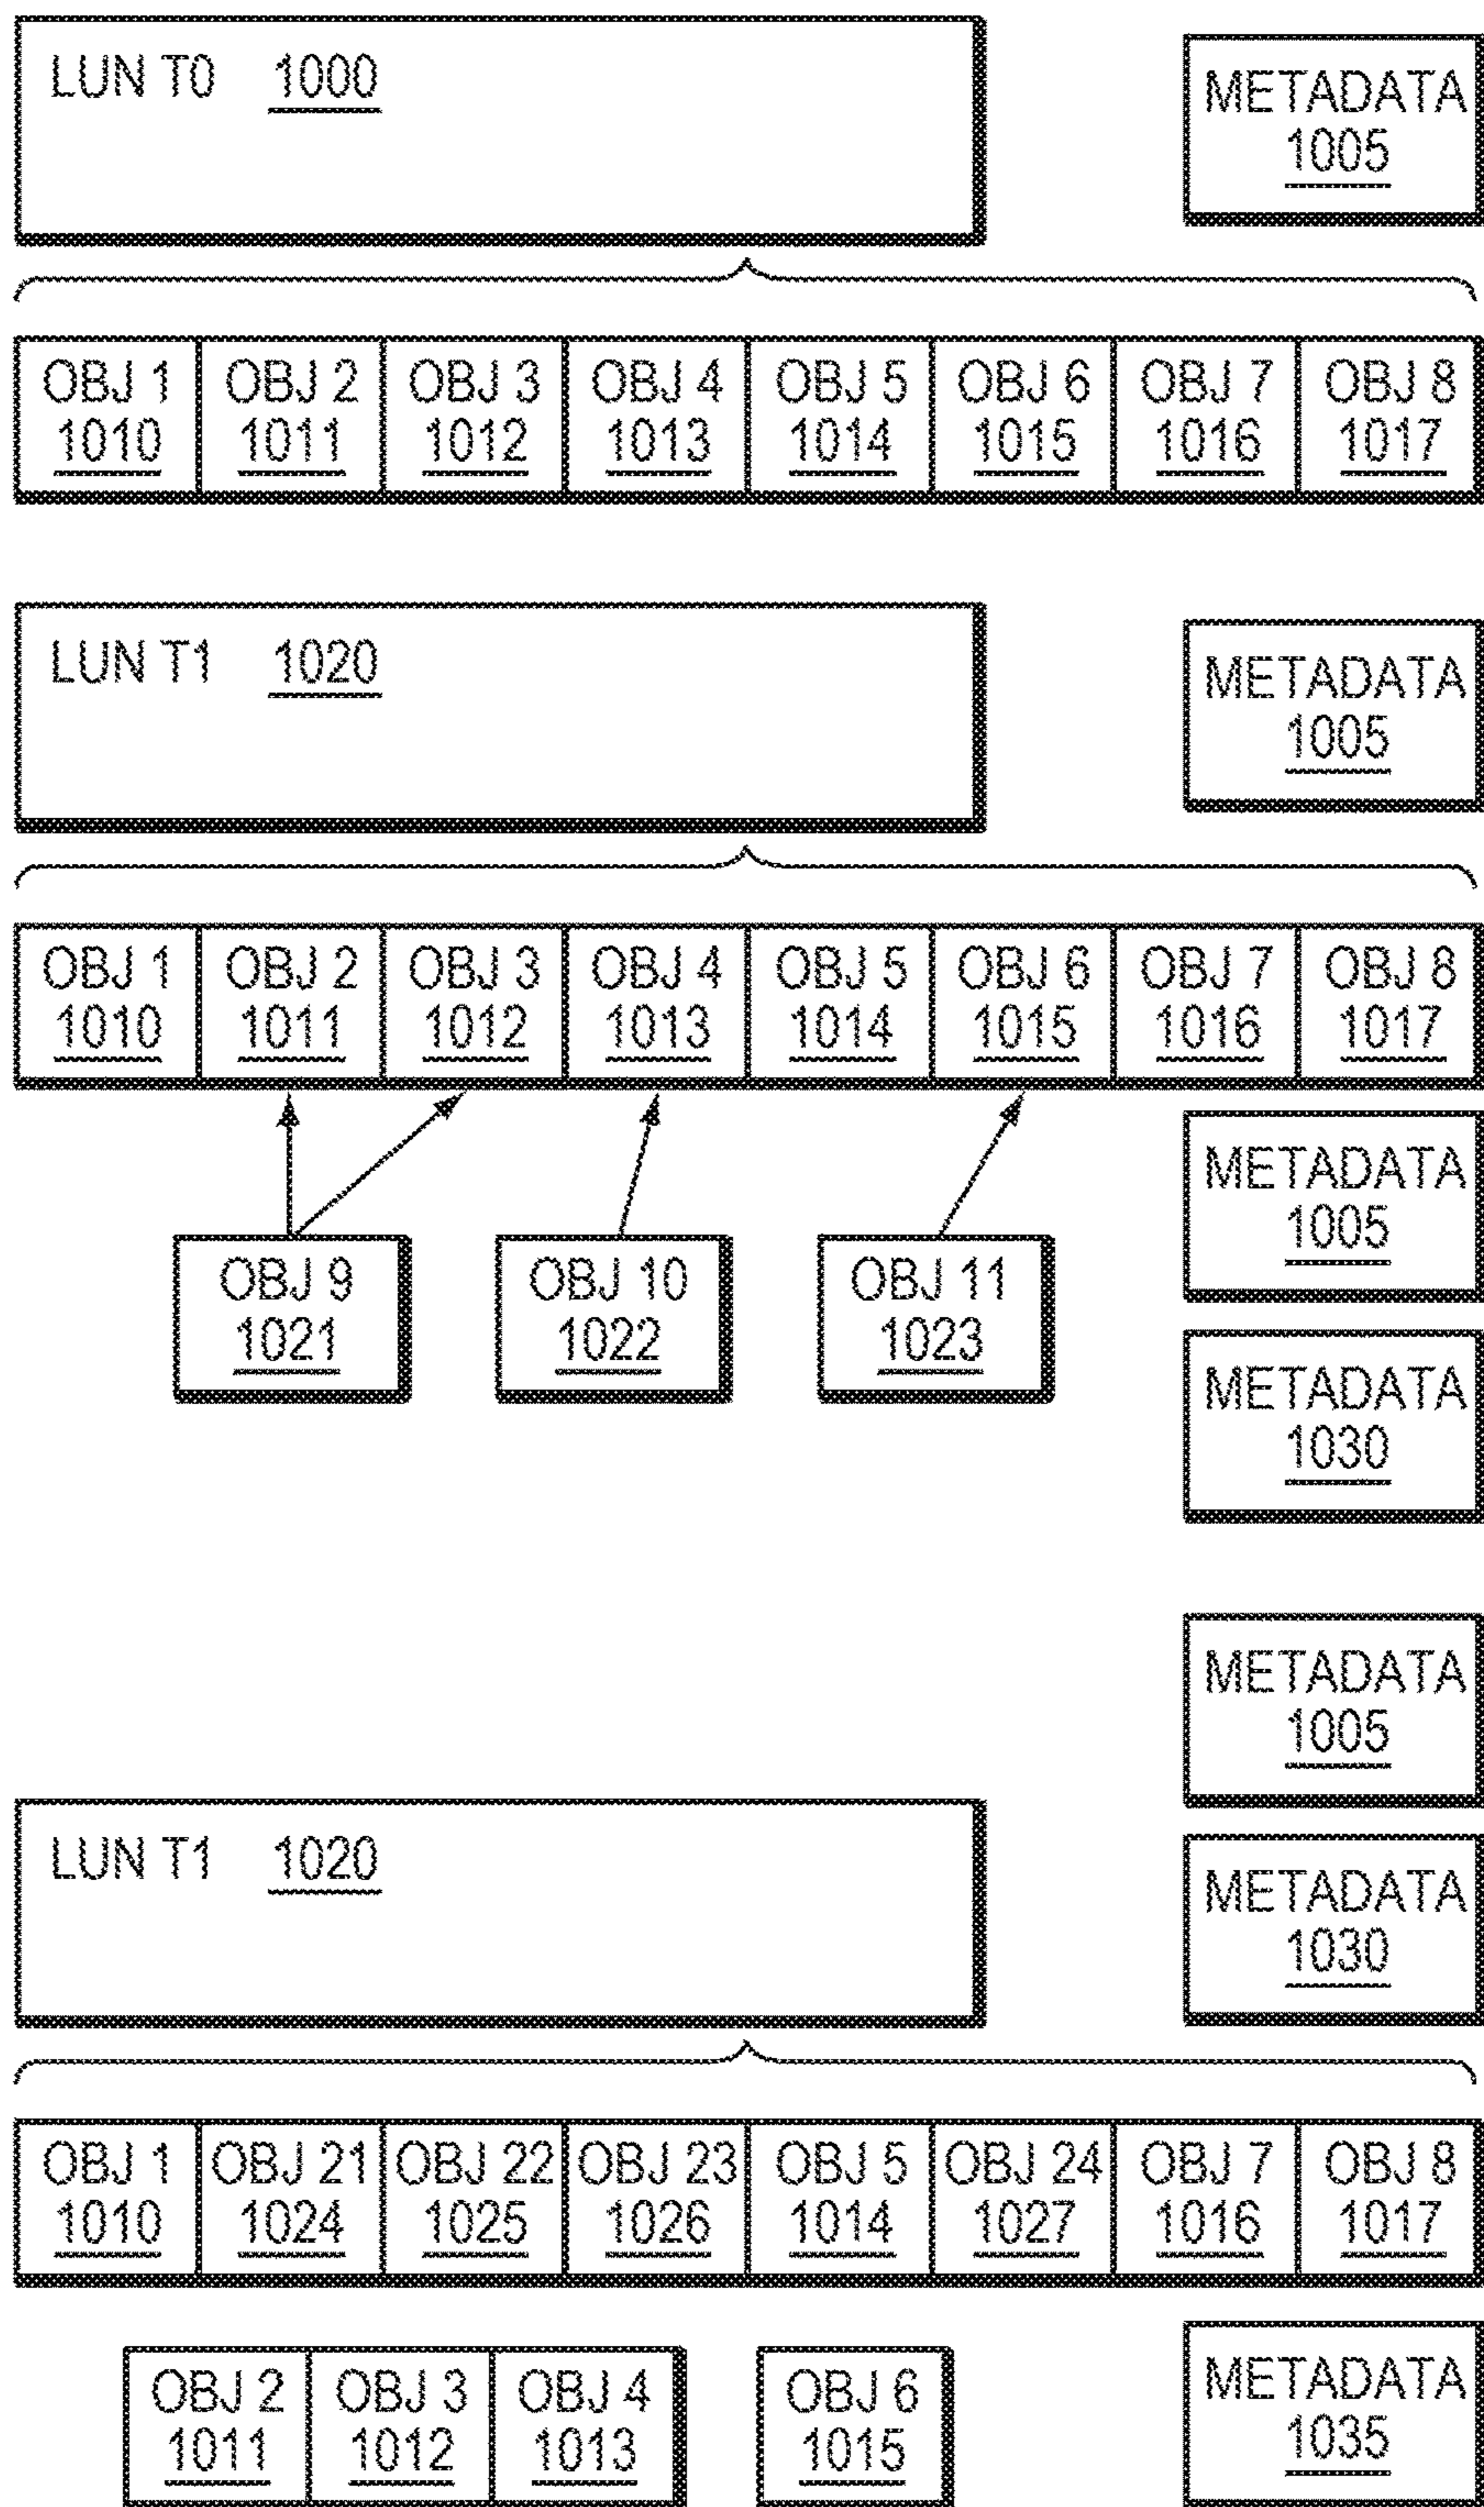 LUN T0 1000
METADATA
1005
OBJ 1 OBJ 2 OBJ 3 OBJ 4 OBJ 5 OBJ 6 OBJ 7 OBJ 8
1010 1011 1012 1013 1014 1015 1016 1017
LUN T1 1020
METADATA
1005
OBJ 1 OBJ 2 OBJ 3 OBJ 4 OBJ 5 OBJ 6 OBJ 7 OBJ 8
1010 1011 1012 1013 1014 1015 1016 1017
METADATA
1005
OBJ 9 OBJ 10 OBJ 11
1021 1022 1023
METADATA
1030
METADATA
1005
LUN T1 1020
METADATA
1030
OBJ 1 OBJ 21 OBJ 22 OBJ 23 OBJ 5 OBJ 24 OBJ 7 OBJ 8
1010 1024 1025 1026 1014 1027 1016 1017
OBJ 2 OBJ 3 OBJ 4 OBJ 6
1011 1012 1013 1015
METADATA
1035